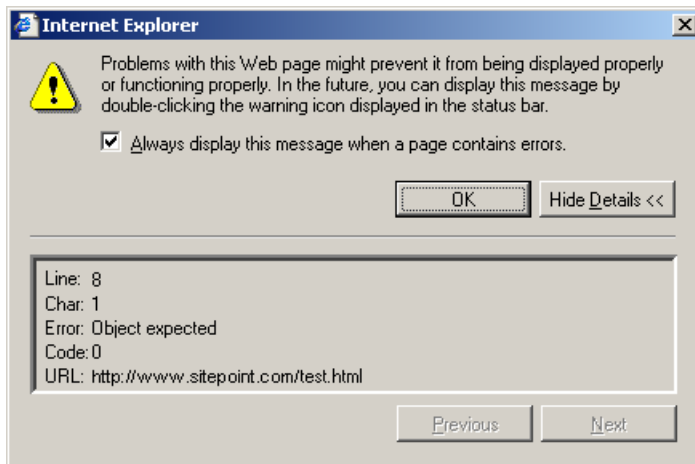 Internet Explorer
Problems with this Web page might prevent it from being displayed properly
or functioning properly. In the future, you can display this message by
double-clicking the warning icon displayed in the status bar.
Always display this message when a page contains errors.
OK
Hide Details <<
Line: 8
Char: 1
Error: Object expected
Code: 0
URL: http://www.sitepoint.com/test.html
Previous
Next